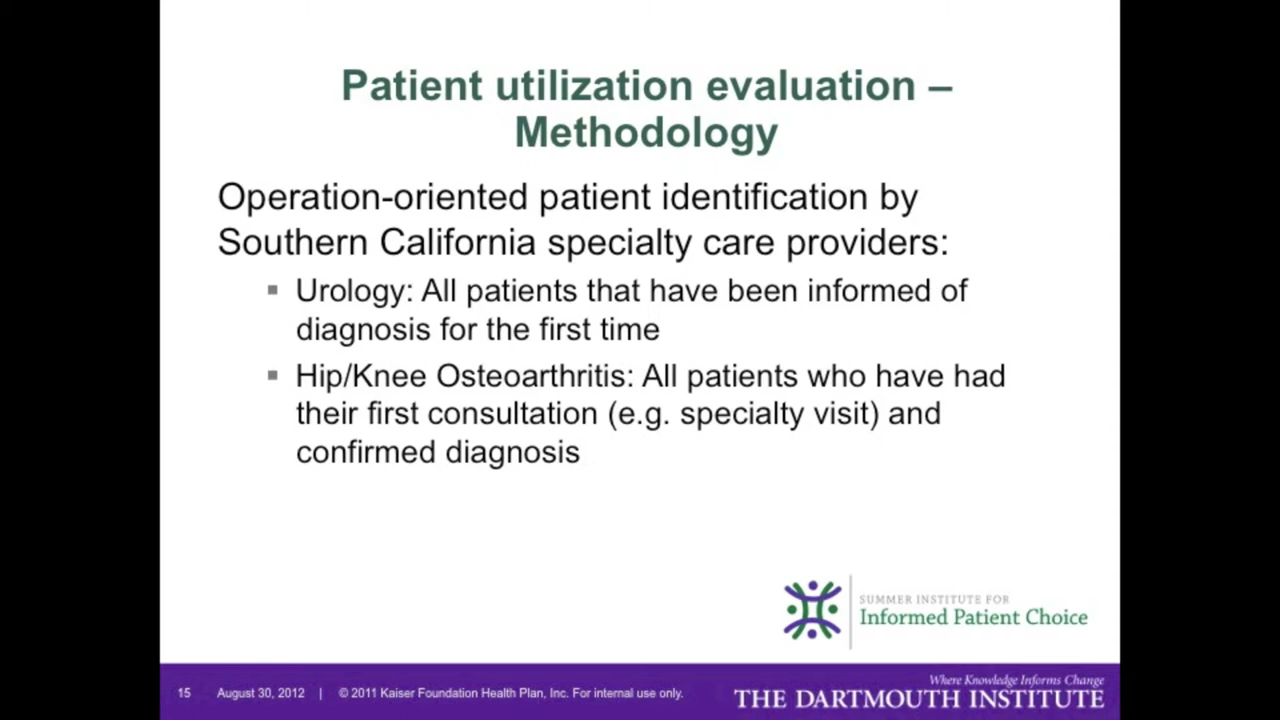 Patient utilization evaluation –
Methodology
Operation-oriented patient identification by
Southern California specialty care providers:
▪ Urology: All patients that have been informed of
diagnosis for the first time
▪ Hip/Knee Osteoarthritis: All patients who have had
their first consultation (e.g. specialty visit) and
confirmed diagnosis
SUMMER INSTITUTE FOR
Informed Patient Choice
15 August 30, 2012 | © 2011 Kaiser Foundation Health Plan, Inc. For internal use only.
Where Knowledge Informs Change
THE DARTMOUTH INSTITUTE